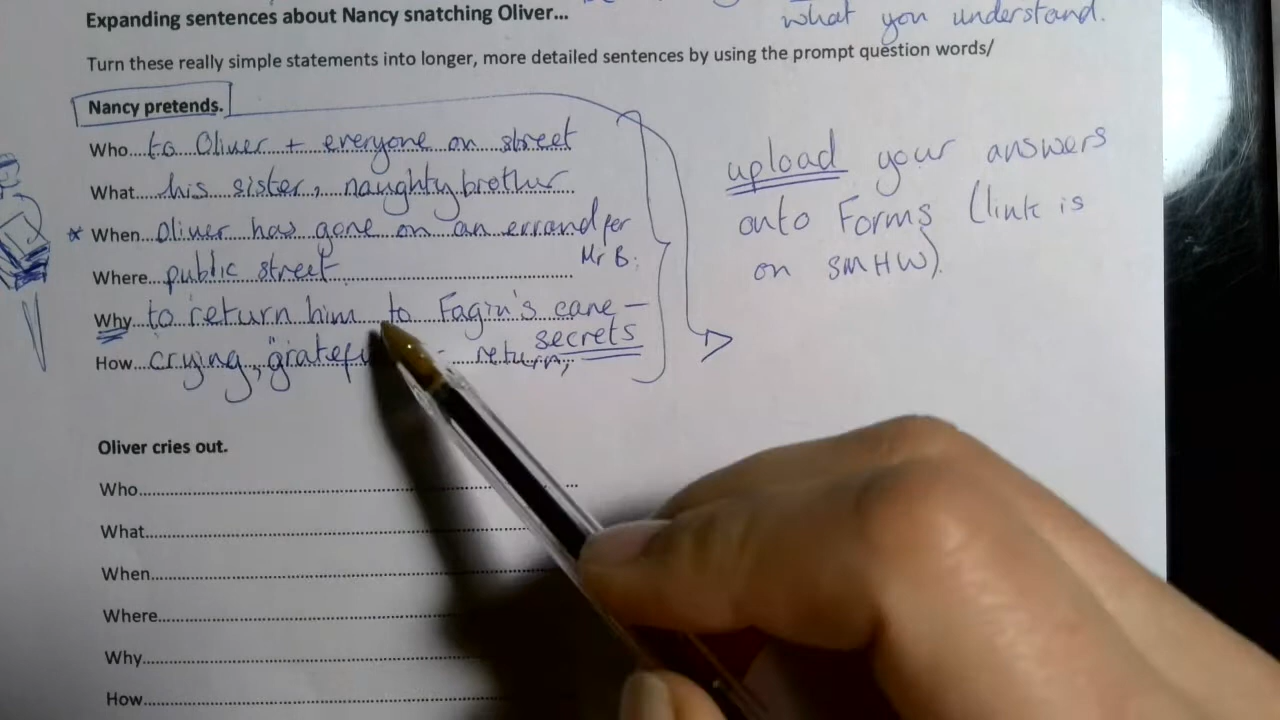 Expanding sentences about Nancy snatching Oliver...
what you understand.
Turn these really simple statements into longer, more detailed sentences by using the prompt question words/
Nancy pretends.
Who to Oliver + everyone on street
What his sister, naughty brother
* When Oliver has gone on an errand for
Mr B.
Where public street
Why to return him to Fagin's cane –
secrets
How crying, "grateful return,
upload your answers
onto Forms (link is
on SMHW).
Oliver cries out.
Who
What
When
Where
Why
How